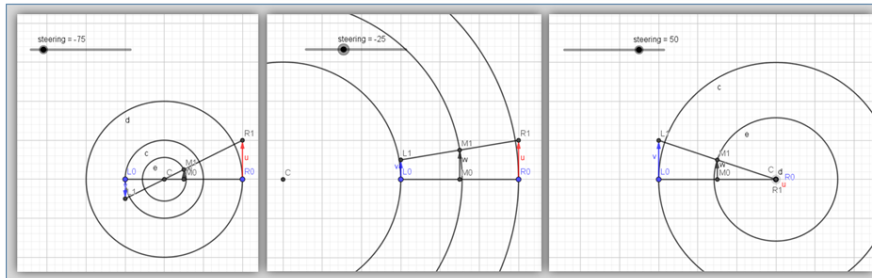 steering = -75
d
c
e
R1
M1
u
L0
C
M0
R0
L1
steering = -25
M1
R1
L1
w
u
v
C
L0
M0
R0
steering = 50
c
e
L1
M1
v
w
C
d
L0
M0
R0
R1
u